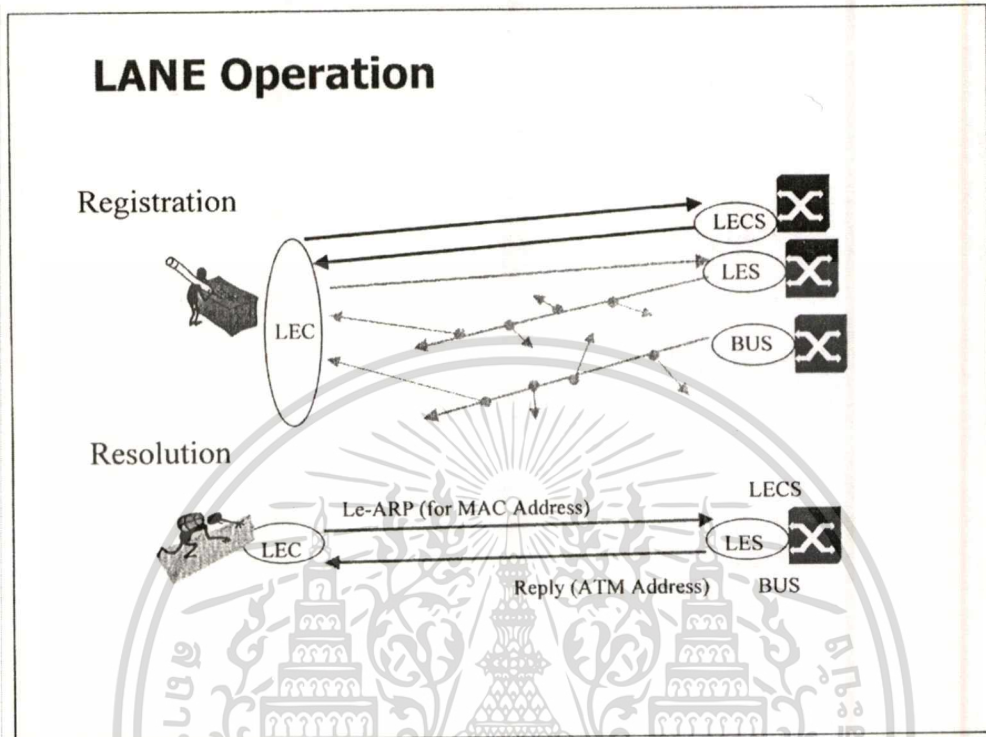 LANE Operation
Registration
LECS
LES
LEC
BUS
Resolution
LECS
Le-ARP (for MAC Address)
LEC
LES
Reply (ATM Address)
BUS